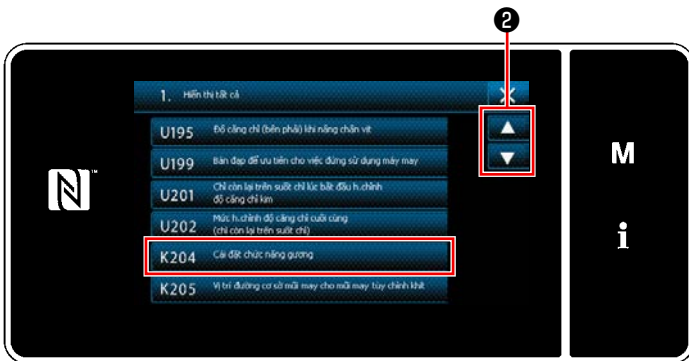 ❷
1. Hiển thị tất cả
U195 Độ căng chỉ (bên phải) khi nâng chân vịt
U199 Bàn đạp để ưu tiên cho việc đứng sử dụng máy may
U201 Chỉ còn lại trên suốt chỉ lúc bắt đầu h.chỉnh
độ căng chỉ kim
U202 Mức h.chỉnh độ căng chỉ cuối cùng
(chỉ còn lại trên suốt chỉ)
K204 Cài đặt chức năng gương
K205 Vị trí đường cơ sở mũi may cho mũi may tùy chỉnh khít
N
M
i